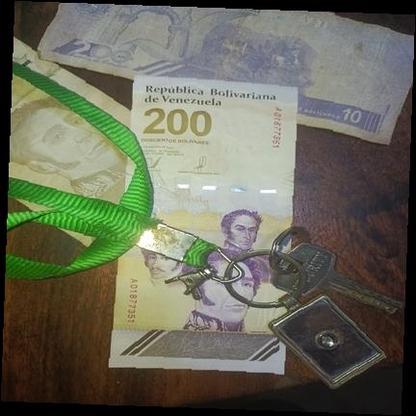 República Bolivariana
de Venezuela
200
DOSCIENTOS BOLÍVARES
A01877351
A01877351
10